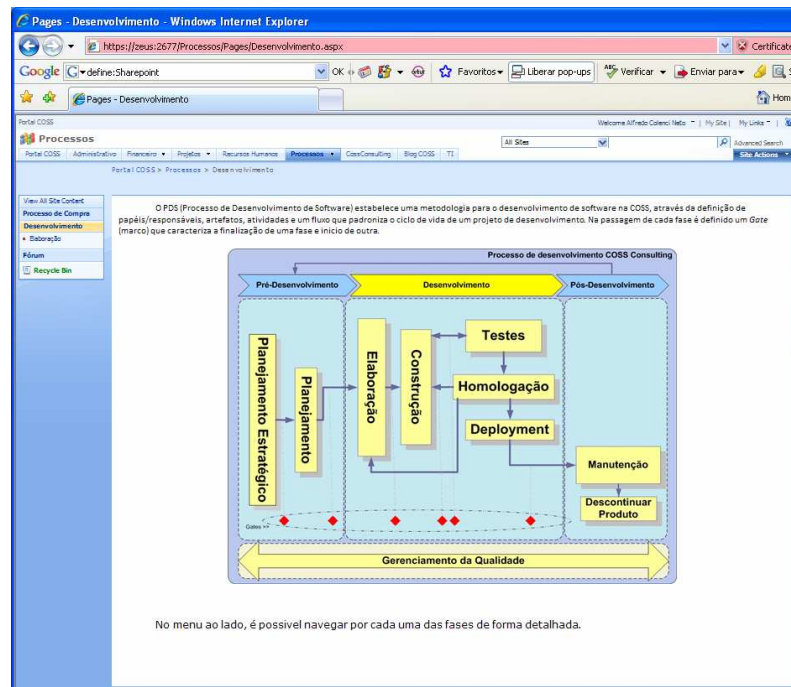 Pages - Desenvolvimento - Windows Internet Explorer
https://zeus:2677/Processos/Pages/Desenvolvimento.aspx
Certificate
Google
define:Sharepoint
OK
Favoritos
Liberar pop-ups
Verificar
Enviar para
Pages - Desenvolvimento
Hom
Portal COSS
Welcome Alfredo Colenci Neto
My Site
My Links
Processos
All Sites
Advanced Search
Portal COSS Administrativo Financeiro Projetos Recursos Humanos Processos CossConsulting Blog COSS TI
Site Actions
Portal COSS > Processos > Desenvolvimento
View All Site Content
Processo de Compra
Desenvolvimento
Elaboração
Fórum
Recycle Bin
O PDS (Processo de Desenvolvimento de Software) estabelece uma metodologia para o desenvolvimento de software na COSS, através da definição de
papéis/responsáveis, artefatos, atividades e um fluxo que padroniza o ciclo de vida de um projeto de desenvolvimento. Na passagem de cada fase é definido um Gate
(marco) que caracteriza a finalização de uma fase e inicio de outra.
Processo de desenvolvimento COSS Consulting
Pré-Desenvolvimento
Desenvolvimento
Pós-Desenvolvimento
Planejamento Estratégico
Planejamento
Elaboração
Construção
Testes
Homologação
Deployment
Manutenção
Descontinuar
Produto
Gates >>
Gerenciamento da Qualidade
No menu ao lado, é possivel navegar por cada uma das fases de forma detalhada.